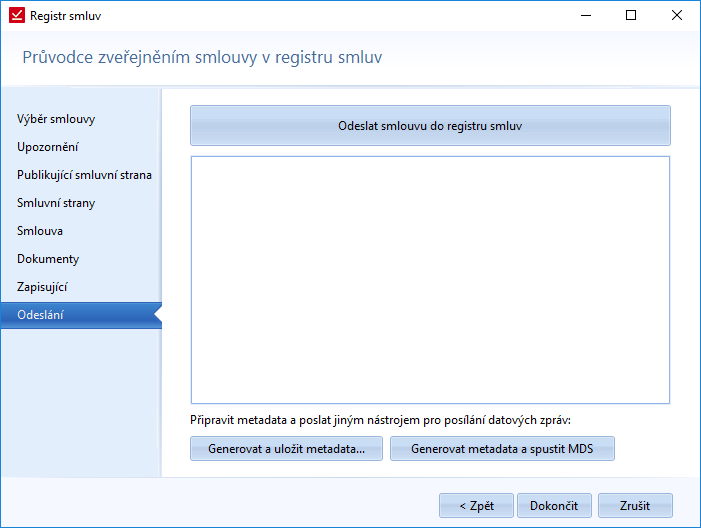 Registr smluv
Průvodce zveřejněním smlouvy v registru smluv
Výběr smlouvy
Upozornění
Publikující smluvní strana
Smluvní strany
Smlouva
Dokumenty
Zapisující
Odeslání
Odeslat smlouvu do registru smluv
Připravit metadata a poslat jiným nástrojem pro posílání datových zpráv:
Generovat a uložit metadata...
Generovat metadata a spustit MDS
< Zpět
Dokončit
Zrušit